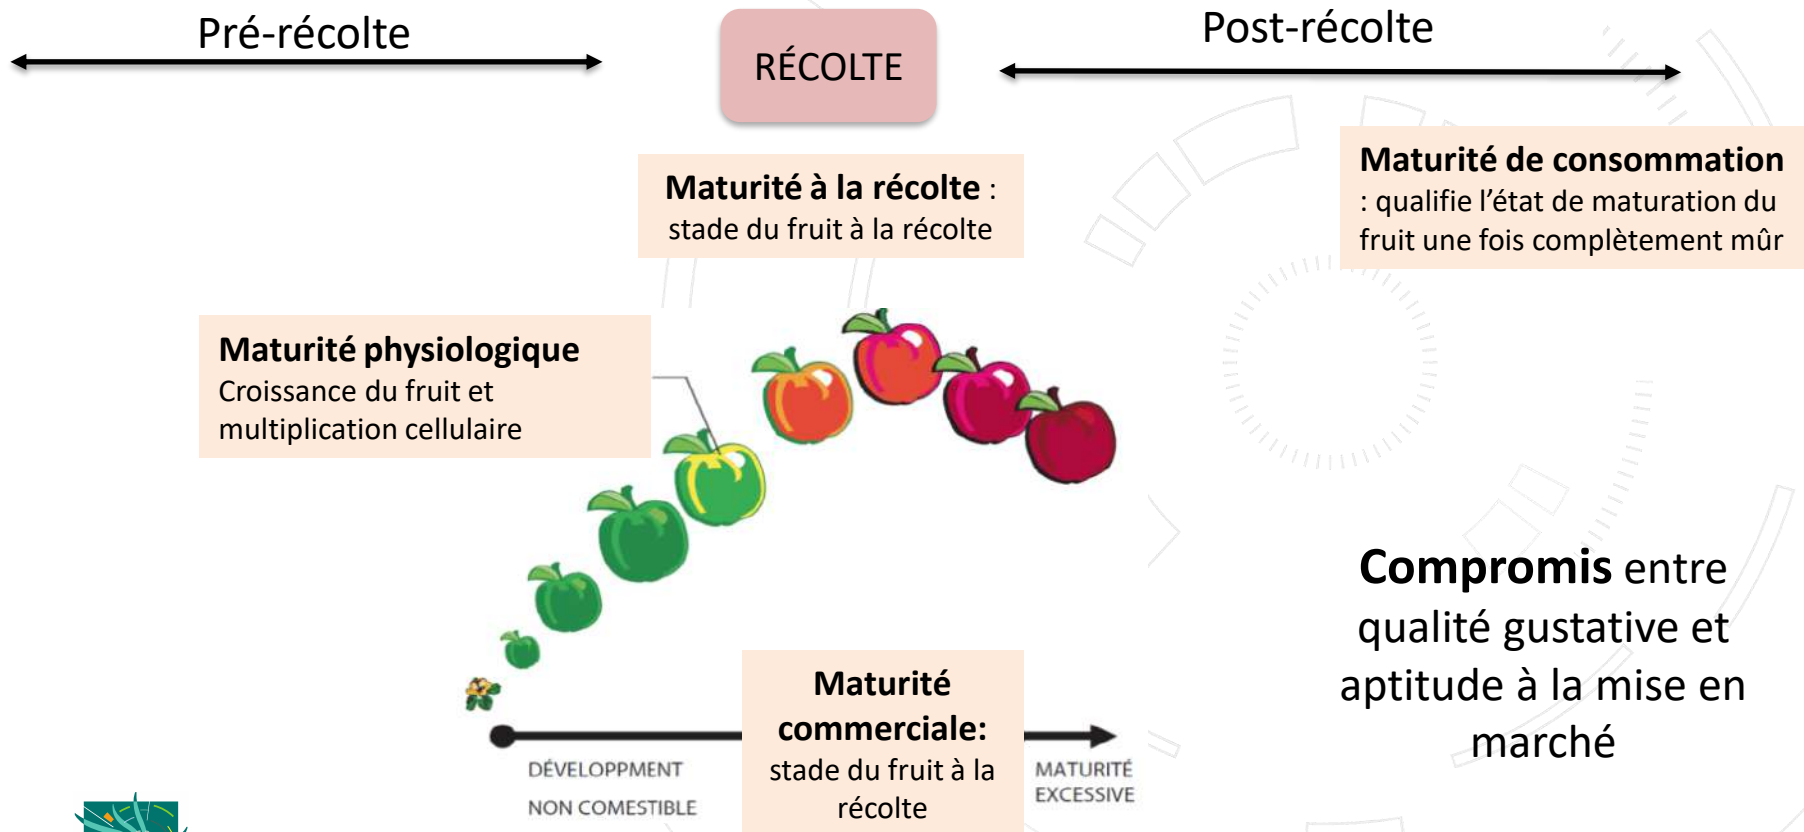 Pré-récolte
RÉCOLTE
Post-récolte
Maturité à la récolte :
stade du fruit à la récolte
Maturité de consommation
: qualifie l’état de maturation du
fruit une fois complètement mûr
Maturité physiologique
Croissance du fruit et
multiplication cellulaire
Compromis entre
qualité gustative et
aptitude à la mise en
marché
Maturité
commerciale:
stade du fruit à la
récolte
DÉVELOPPMENT
NON COMESTIBLE
MATURITÉ
EXCESSIVE